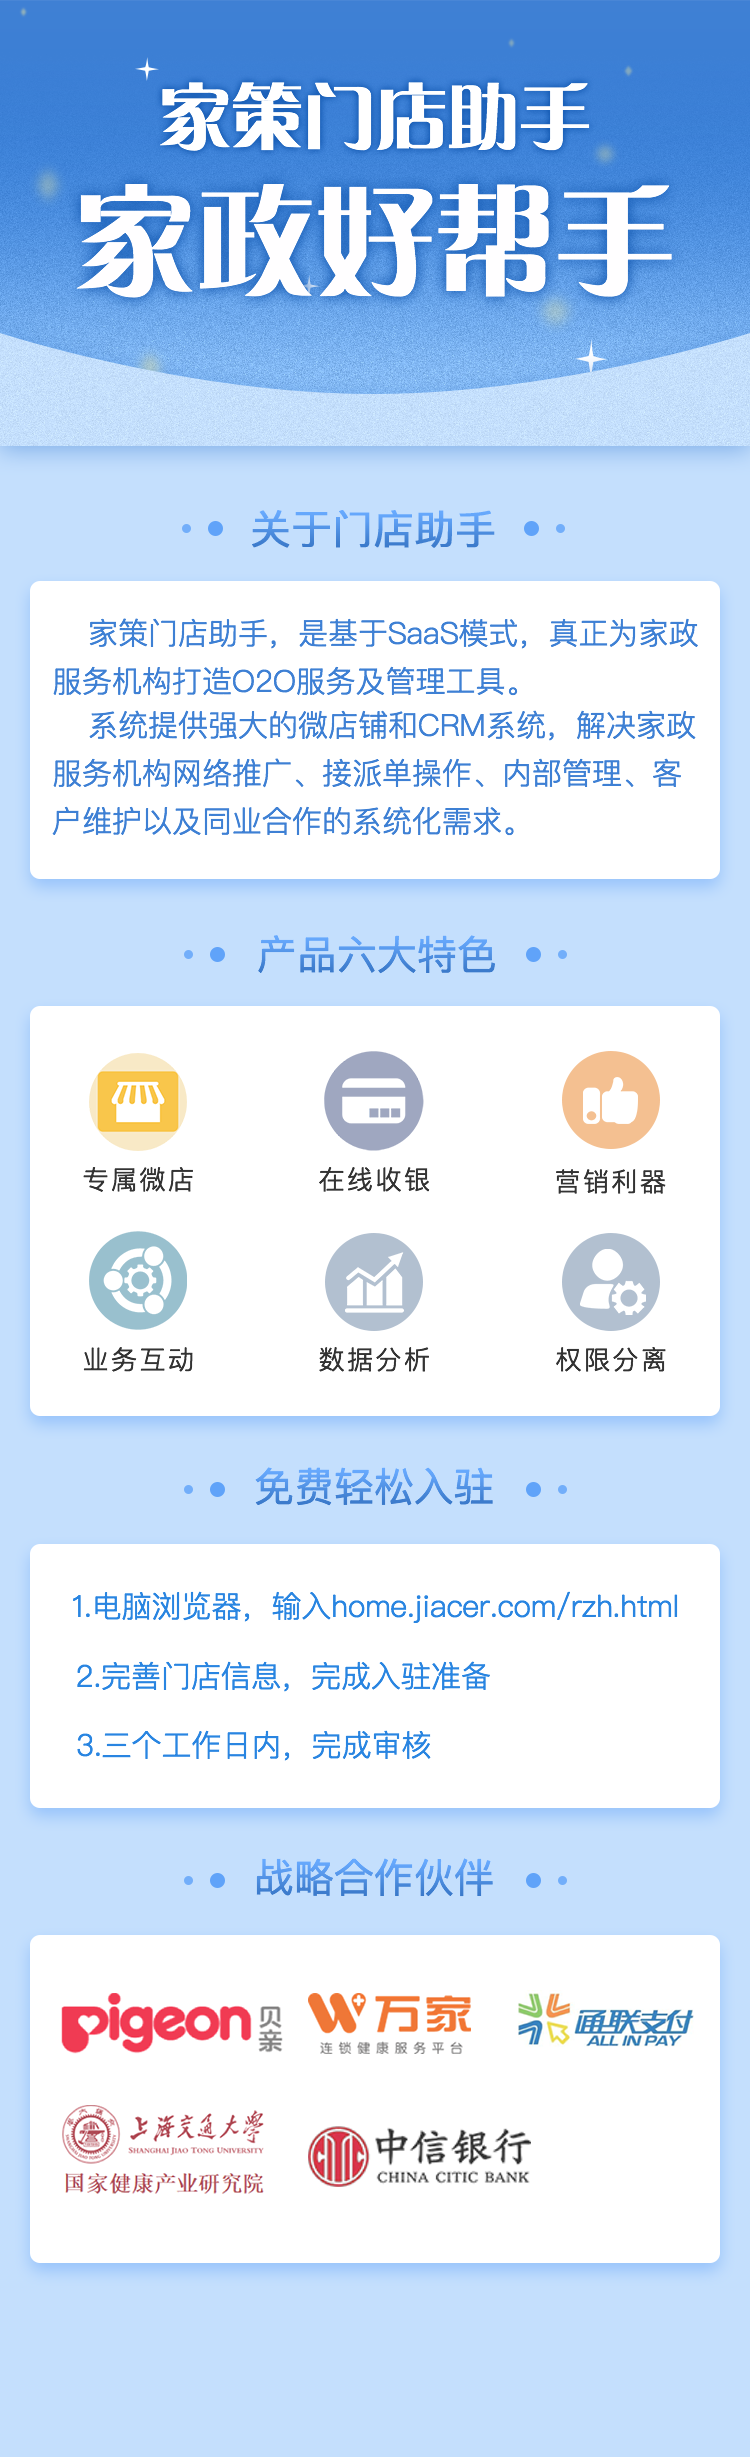 家策门店助手
家政好帮手
关于门店助手
家策门店助手，是基于SaaS模式，真正为家政
服务机构打造O2O服务及管理工具。
系统提供强大的微店铺和CRM系统，解决家政
服务机构网络推广、接派单操作、内部管理、客
户维护以及同业合作的系统化需求。
产品六大特色
专属微店 在线收银 营销利器
业务互动 数据分析 权限分离
免费轻松入驻
1.电脑浏览器，输入home.jiacer.com/rzh.html
2.完善门店信息，完成入驻准备
3.三个工作日内，完成审核
战略合作伙伴
pigeon 贝亲
万家
连锁健康服务平台
通联支付
ALL IN PAY
上海交通大學
SHANGHAI JIAO TONG UNIVERSITY
国家健康产业研究院
中信银行
CHINA CITIC BANK